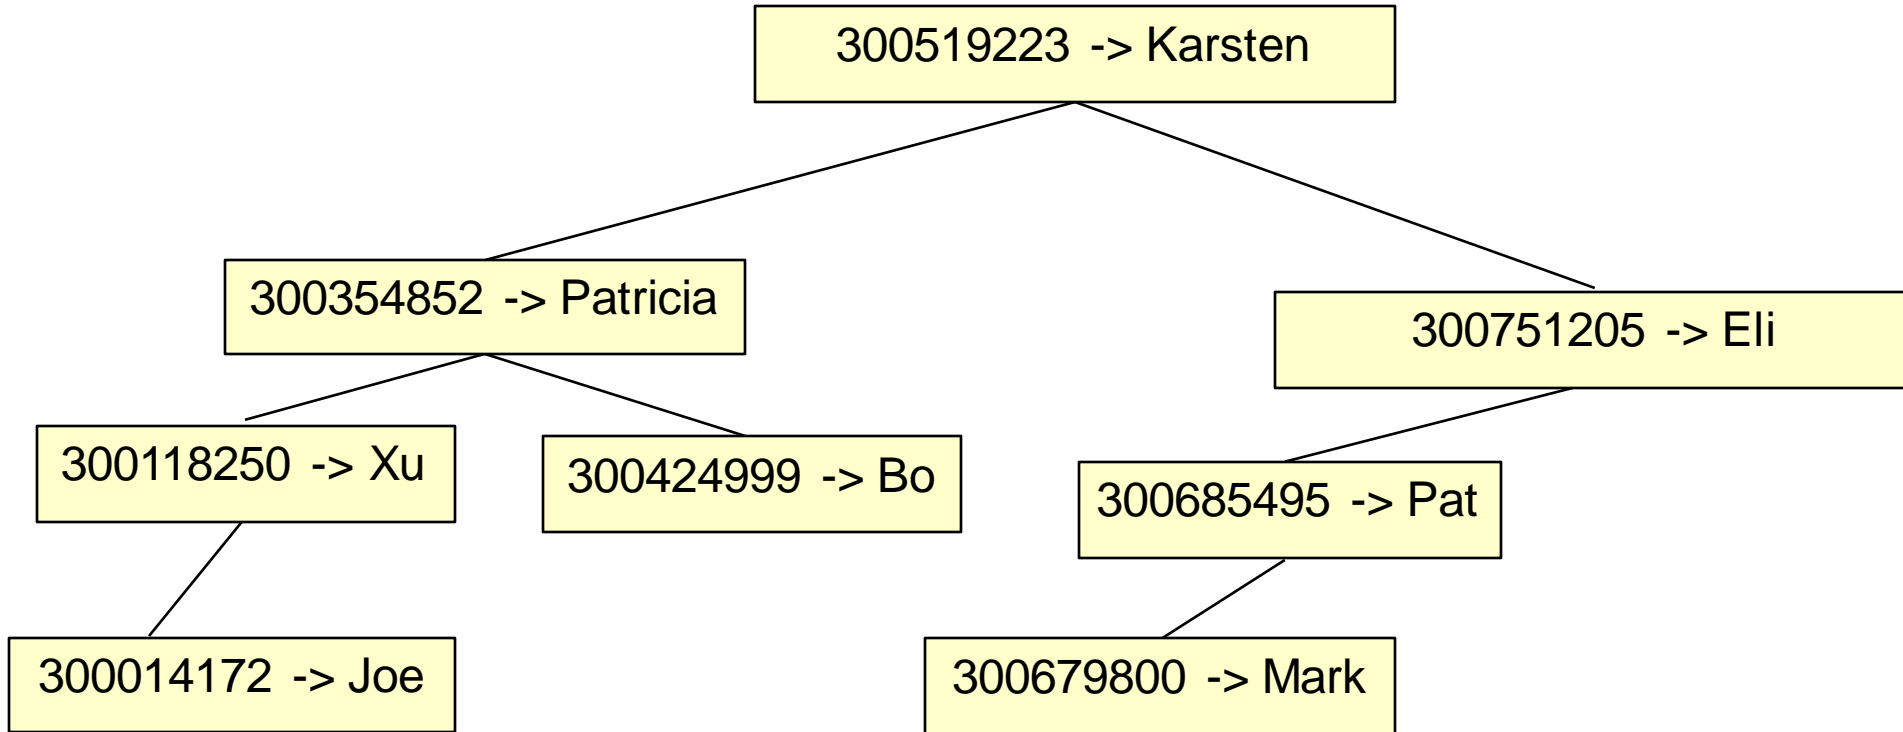 300519223 -> Karsten
300354852 -> Patricia
300751205 -> Eli
300118250 -> Xu
300424999 -> Bo
300685495 -> Pat
300014172 -> Joe
300679800 -> Mark